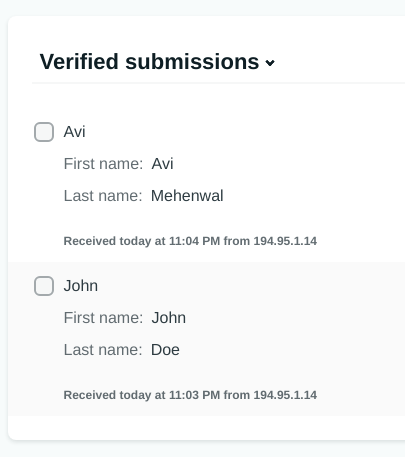 Verified submissions
Avi
First name: Avi
Last name: Mehenwal
Received today at 11:04 PM from 194.95.1.14
John
First name: John
Last name: Doe
Received today at 11:03 PM from 194.95.1.14